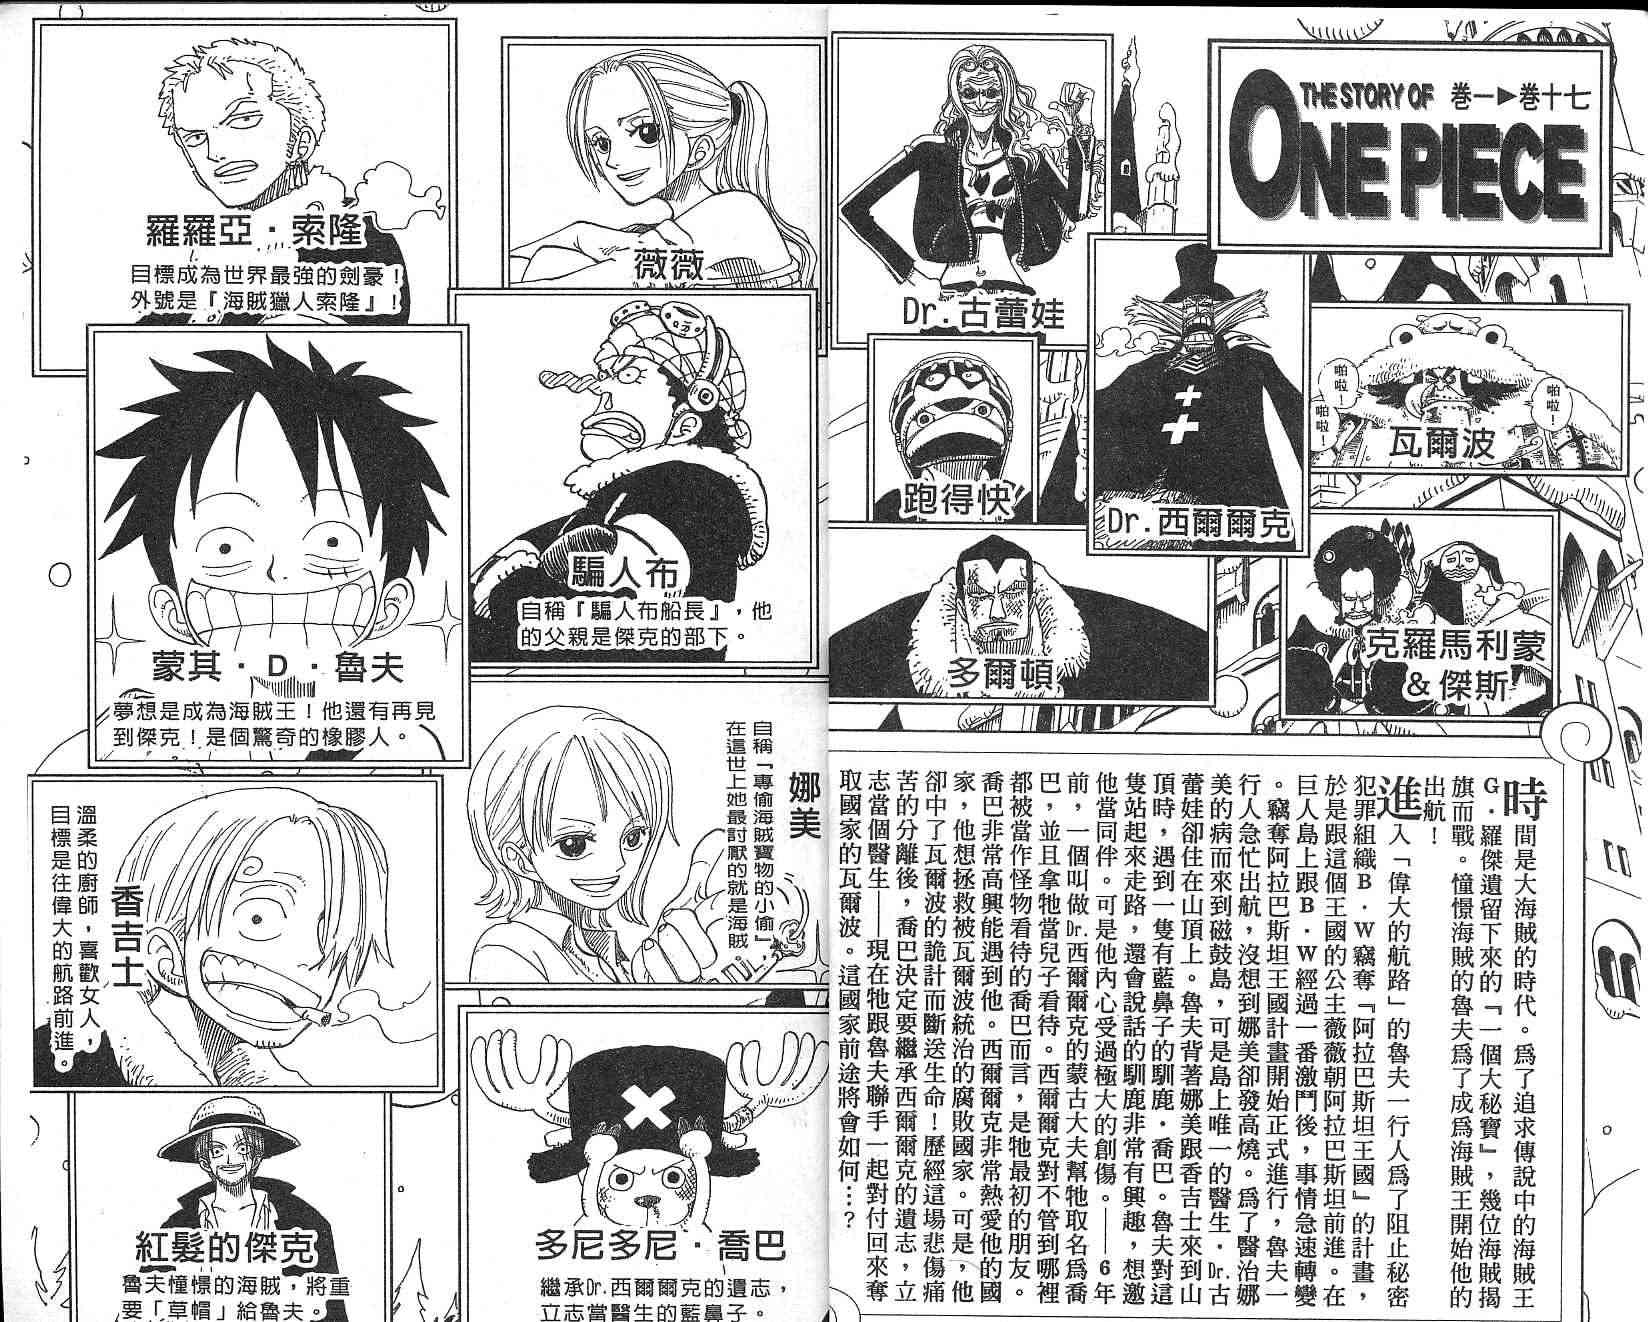 THE STORY OF 卷一▶卷十七
ONE PIECE
Dr.古蕾娃
跑得快
Dr.西爾爾克
啪啦!
啪啦!
啪啦!
瓦爾波
多爾頓
克羅馬利蒙
&傑斯
時間是大海賊的時代。爲了追求傳說中的海賊王
G·羅傑遺留下來的『一個大秘寶』，幾位海賊揭
旗而戰。憧憬海賊的魯夫爲了成爲海賊王開始他的
出航！
進入「偉大的航路」的魯夫一行人爲了阻止秘密
犯罪組織B·W竊奪『阿拉巴斯坦王國』的計畫，
於是跟這個王國的公主薇薇朝阿拉巴斯坦前進。在
巨人島上跟B·W經過一番激鬥後，事情急速轉變
。竊奪阿拉巴斯坦王國計畫開始正式進行，魯夫一
行人急忙出航，沒想到娜美卻發高燒。爲了醫治娜
美的病而來到磁鼓島，可是島上唯一的醫生·Dr.古
蕾娃卻住在山頂上。魯夫背著娜美跟香吉士來到山
頂時，遇到一隻有藍鼻子的馴鹿·喬巴。魯夫對這
隻站起來走路，還會說話的馴鹿非常有興趣，想邀
他當同伴。可是他內心受過極大的創傷。——6年
前，一個叫做Dr.西爾爾克的蒙古大夫幫牠取名爲喬
巴，並且拿牠當兒子看待。西爾爾克對不管到哪裡
都被當作怪物看待的喬巴而言，是牠最初的朋友。
喬巴非常高興能遇到他。西爾爾克非常熱愛他的國
家，他想拯救被瓦爾波統治的腐敗國家。可是，他
卻中了瓦爾波的詭計而斷送生命！歷經這場悲傷痛
苦的分離後，喬巴決定要繼承西爾爾克的遺志，立
志當個醫生——現在牠跟魯夫聯手一起對付回來奪
取國家的瓦爾波。這國家前途將會如何…？
羅羅亞·索隆
目標成為世界最強的劍豪！
外號是『海賊獵人索隆』！
薇薇
騙人布
自稱『騙人布船長』，他
的父親是傑克的部下。
蒙其·D·魯夫
夢想是成為海賊王！他還有再見
到傑克！是個驚奇的橡膠人。
娜美
自稱「專偷海賊寶物的小偷」
在這世上她最討厭的就是海賊
香吉士
溫柔的廚師，喜歡女人，
目標是往偉大的航路前進。
多尼多尼·喬巴
繼承Dr.西爾爾克的遺志，
立志當醫生的藍鼻子。
紅髮的傑克
魯夫憧憬的海賊，將重
要「草帽」給魯夫。